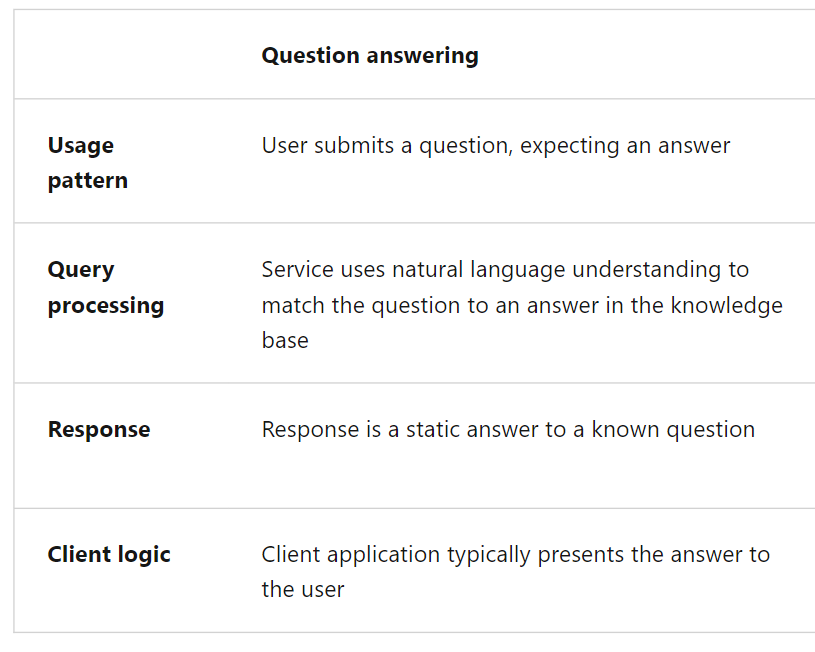 Question answering
Usage
pattern
User submits a question, expecting an answer
Query
processing
Service uses natural language understanding to
match the question to an answer in the knowledge
base
Response
Response is a static answer to a known question
Client logic
Client application typically presents the answer to
the user